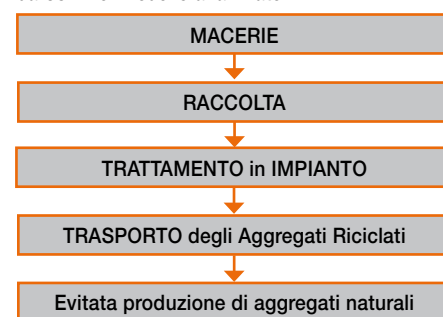 MACERIE
RACCOLTA
TRATTAMENTO in IMPIANTO
TRASPORTO degli Aggregati Riciclati
Evitata produzione di aggregati naturali